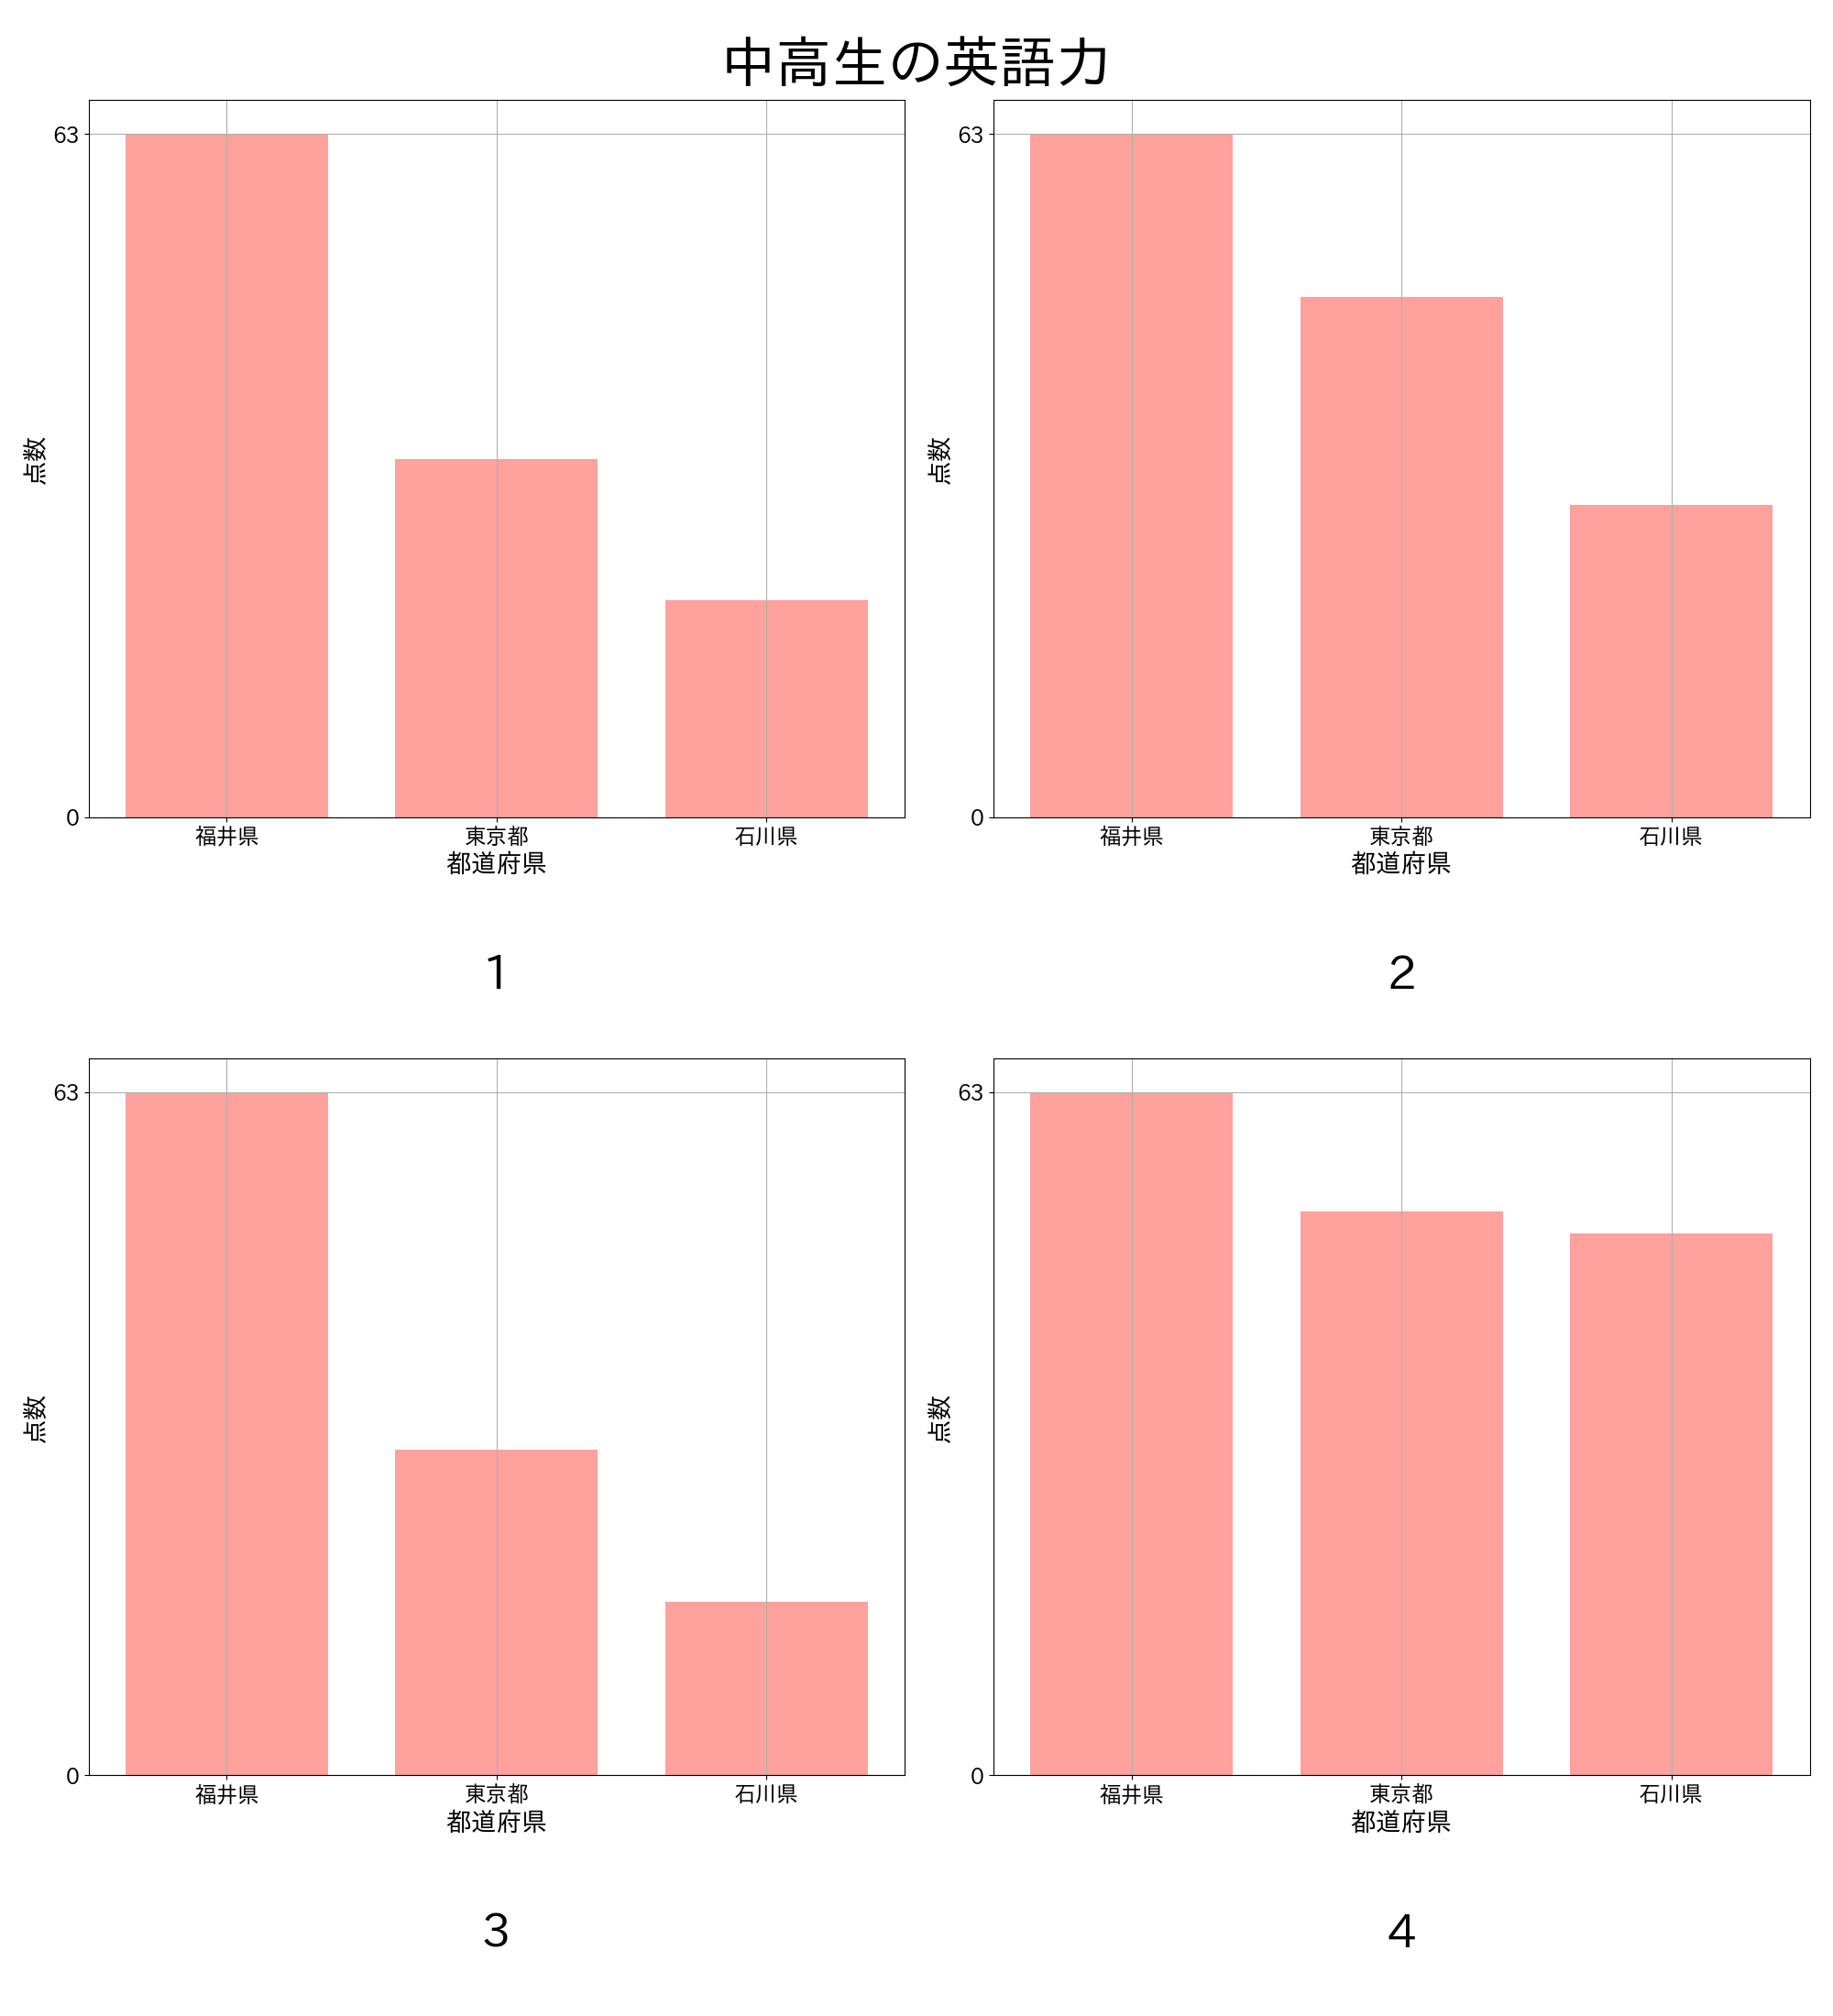 中高生の英語力
63
0
点数
福井県 東京都 石川県
都道府県
1
63
0
点数
福井県 東京都 石川県
都道府県
2
63
0
点数
福井県 東京都 石川県
都道府県
3
63
0
点数
福井県 東京都 石川県
都道府県
4